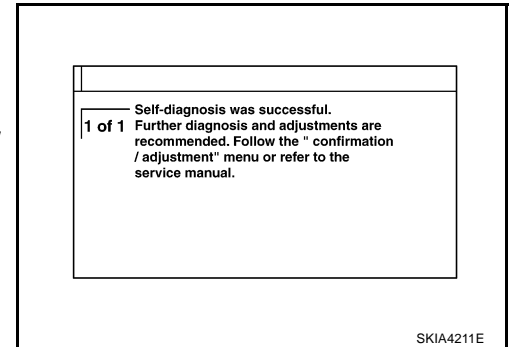 Self-diagnosis was successful.
1 of 1 Further diagnosis and adjustments are
recommended. Follow the " confirmation
/ adjustment" menu or refer to the
service manual.
SKIA4211E